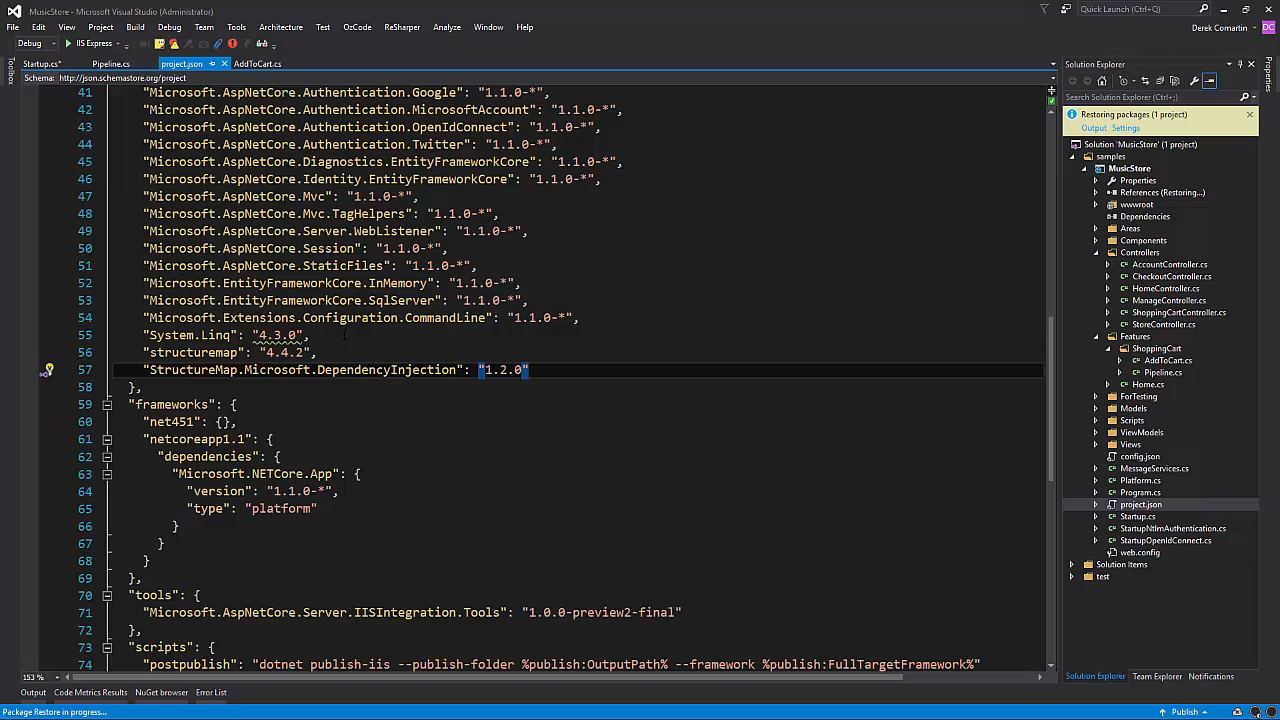 MusicStore - Microsoft Visual Studio (Administrator)
Quick Launch (Ctrl+Q)
File Edit View Project Build Debug Team Tools Architecture Test OzCode ReSharper Analyze Window Help
Derek Comartin DC
Debug IIS Express
Toolbox
Startup.cs* Pipeline.cs project.json AddToCart.cs
Schema: http://json.schemastore.org/project
41 "Microsoft.AspNetCore.Authentication.Google": "1.1.0-*",
42 "Microsoft.AspNetCore.Authentication.MicrosoftAccount": "1.1.0-*",
43 "Microsoft.AspNetCore.Authentication.OpenIdConnect": "1.1.0-*",
44 "Microsoft.AspNetCore.Authentication.Twitter": "1.1.0-*",
45 "Microsoft.AspNetCore.Diagnostics.EntityFrameworkCore": "1.1.0-*",
46 "Microsoft.AspNetCore.Identity.EntityFrameworkCore": "1.1.0-*",
47 "Microsoft.AspNetCore.Mvc": "1.1.0-*",
48 "Microsoft.AspNetCore.Mvc.TagHelpers": "1.1.0-*",
49 "Microsoft.AspNetCore.Server.WebListener": "1.1.0-*",
50 "Microsoft.AspNetCore.Session": "1.1.0-*",
51 "Microsoft.AspNetCore.StaticFiles": "1.1.0-*",
52 "Microsoft.EntityFrameworkCore.InMemory": "1.1.0-*",
53 "Microsoft.EntityFrameworkCore.SqlServer": "1.1.0-*",
54 "Microsoft.Extensions.Configuration.CommandLine": "1.1.0-*",
55 "System.Linq": "4.3.0",
56 "structuremap": "4.4.2",
57 "StructureMap.Microsoft.DependencyInjection": "1.2.0"
58 },
59 "frameworks": {
60 "net451": {},
61 "netcoreapp1.1": {
62 "dependencies": {
63 "Microsoft.NETCore.App": {
64 "version": "1.1.0-*",
65 "type": "platform"
66 }
67 }
68 }
69 },
70 "tools": {
71 "Microsoft.AspNetCore.Server.IISIntegration.Tools": "1.0.0-preview2-final"
72 },
73 "scripts": {
74 "postpublish": "dotnet publish-iis --publish-folder %publish:OutputPath% --framework %publish:FullTargetFramework%"
153 %
Solution Explorer
Search Solution Explorer (Ctrl+;)
Restoring packages (1 project)
Output Settings
Solution 'MusicStore' (1 project)
samples
MusicStore
Properties
References (Restoring...)
wwwroot
Dependencies
Areas
Components
Controllers
AccountController.cs
CheckoutController.cs
HomeController.cs
ManageController.cs
ShoppingCartController.cs
StoreController.cs
Features
ShoppingCart
AddToCart.cs
Pipeline.cs
Home.cs
ForTesting
Models
Scripts
ViewModels
Views
config.json
MessageServices.cs
Platform.cs
Program.cs
project.json
Startup.cs
StartupNtlmAuthentication.cs
StartupOpenIdConnect.cs
web.config
Solution Items
test
Solution Explorer Team Explorer Notifications
Properties
Output Code Metrics Results NuGet browser Error List
Package Restore in progress...
Publish